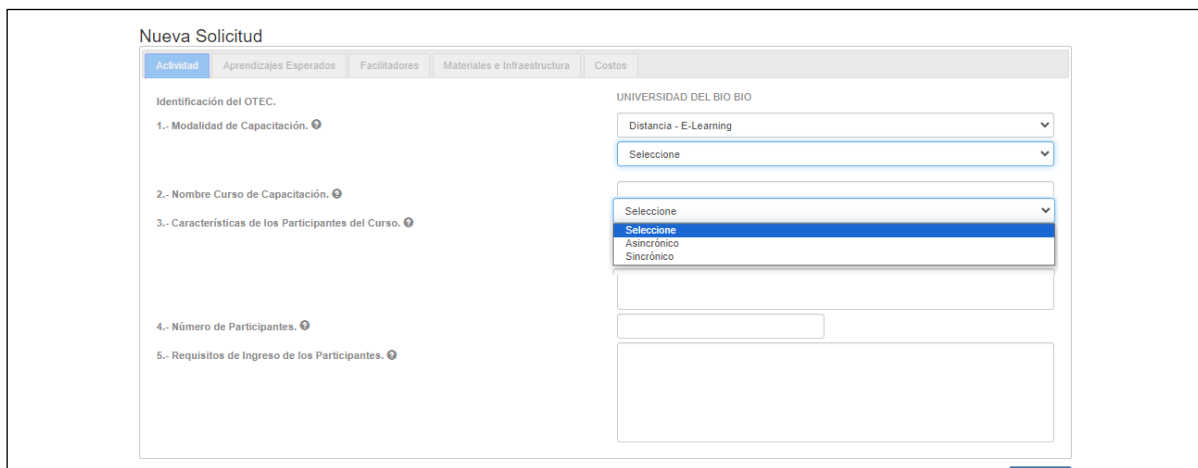 Nueva Solicitud
Actividad Aprendizajes Esperados Facilitadores Materiales e Infraestructura Costos
Identificación del OTEC. UNIVERSIDAD DEL BIO BIO
1.- Modalidad de Capacitación. Distancia - E-Learning
Seleccione
2.- Nombre Curso de Capacitación.
Seleccione
3.- Características de los Participantes del Curso.
Seleccione
Asincrónico
Sincrónico
4.- Número de Participantes.
5.- Requisitos de Ingreso de los Participantes.